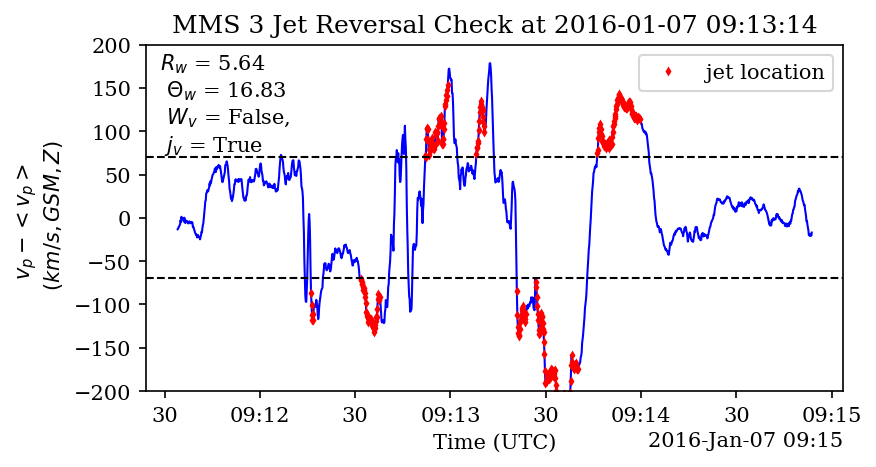 MMS 3 Jet Reversal Check at 2016-01-07 09:13:14
R_w = 5.64
Θ_w = 16.83
W_v = False,
j_v = True
jet location
v_p − < v_p >
(km/s, GSM, Z)
200
150
100
50
0
−50
−100
−150
−200
30
09:12
30
09:13
30
09:14
30
09:15
Time (UTC)
2016-Jan-07 09:15